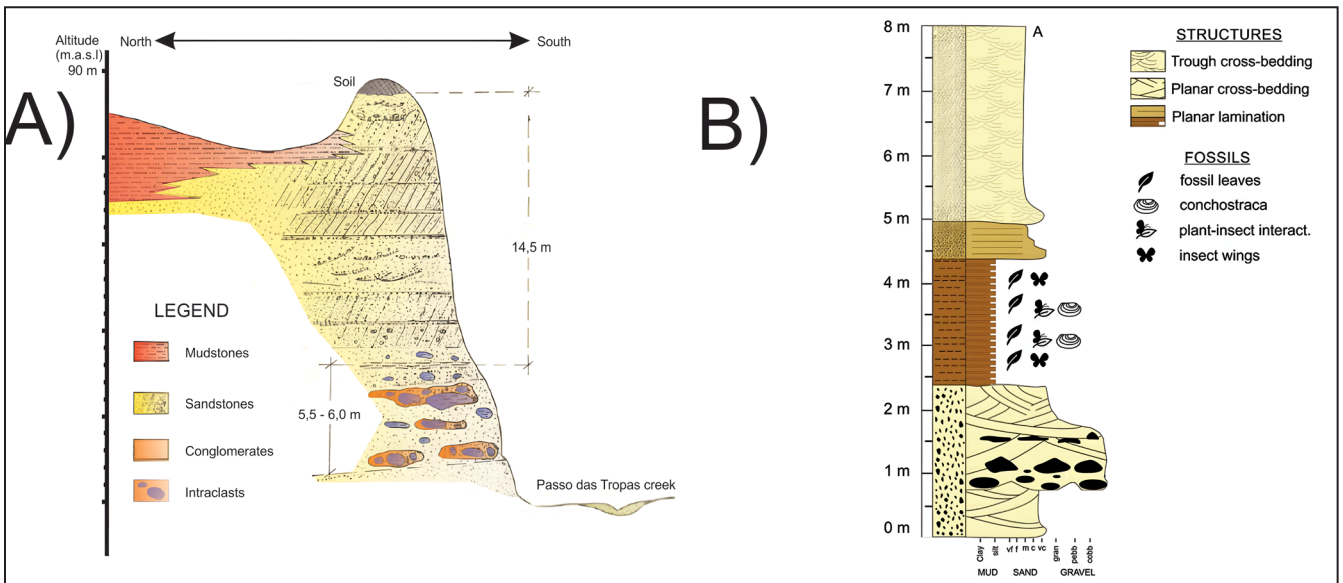 A)
Altitude
(m.a.s.l)
90 m
North
South
Soil
14,5 m
5,5 - 6,0 m
Passo das Tropas creek
LEGEND
Mudstones
Sandstones
Conglomerates
Intraclasts
B)
8 m
7 m
6 m
5 m
4 m
3 m
2 m
1 m
0 m
A
Clay
silt
vf f m c vc
gran
pebb
cobb
MUD SAND GRAVEL
STRUCTURES
Trough cross-bedding
Planar cross-bedding
Planar lamination
FOSSILS
fossil leaves
conchostraca
plant-insect interact.
insect wings